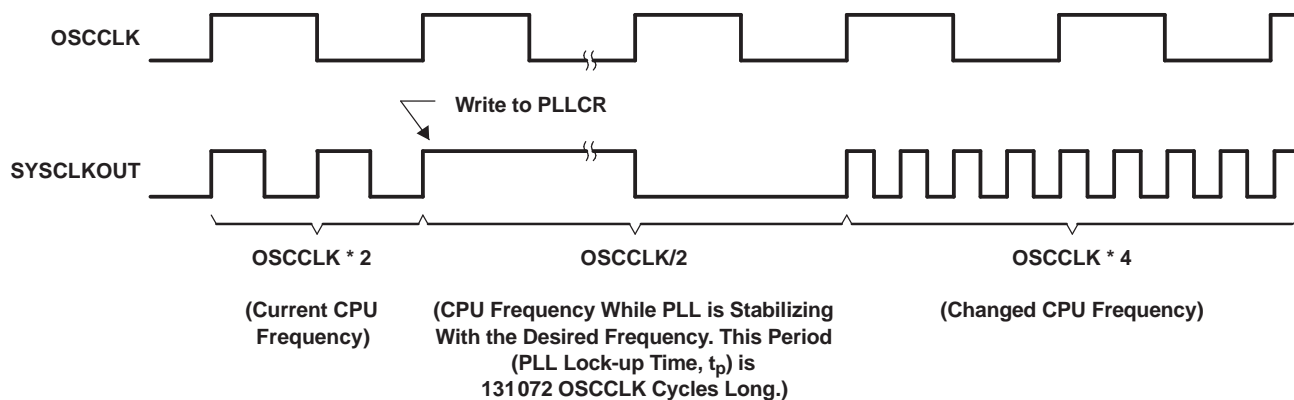 OSCCLK
Write to PLLCR
SYSCLKOUT
OSCCLK * 2
(Current CPU
Frequency)
OSCCLK/2
(CPU Frequency While PLL is Stabilizing
With the Desired Frequency. This Period
(PLL Lock-up Time, tp) is
131072 OSCCLK Cycles Long.)
OSCCLK * 4
(Changed CPU Frequency)